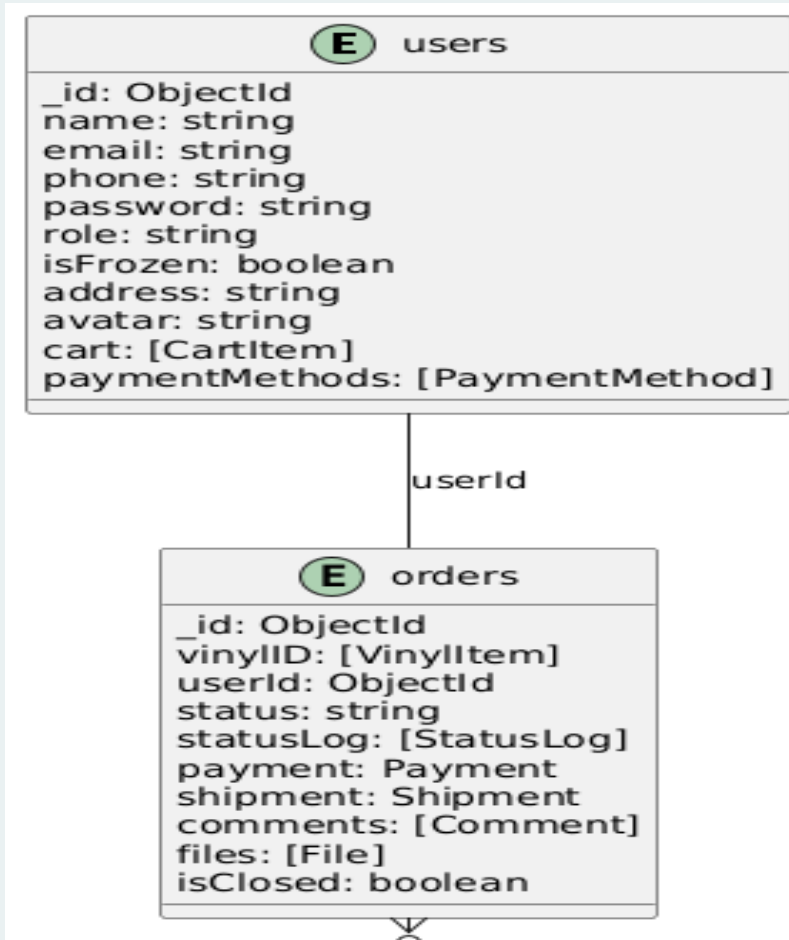 E users
_id: ObjectId
name: string
email: string
phone: string
password: string
role: string
isFrozen: boolean
address: string
avatar: string
cart: [CartItem]
paymentMethods: [PaymentMethod]
userId
E orders
_id: ObjectId
vinylID: [VinylItem]
userId: ObjectId
status: string
statusLog: [StatusLog]
payment: Payment
shipment: Shipment
comments: [Comment]
files: [File]
isClosed: boolean